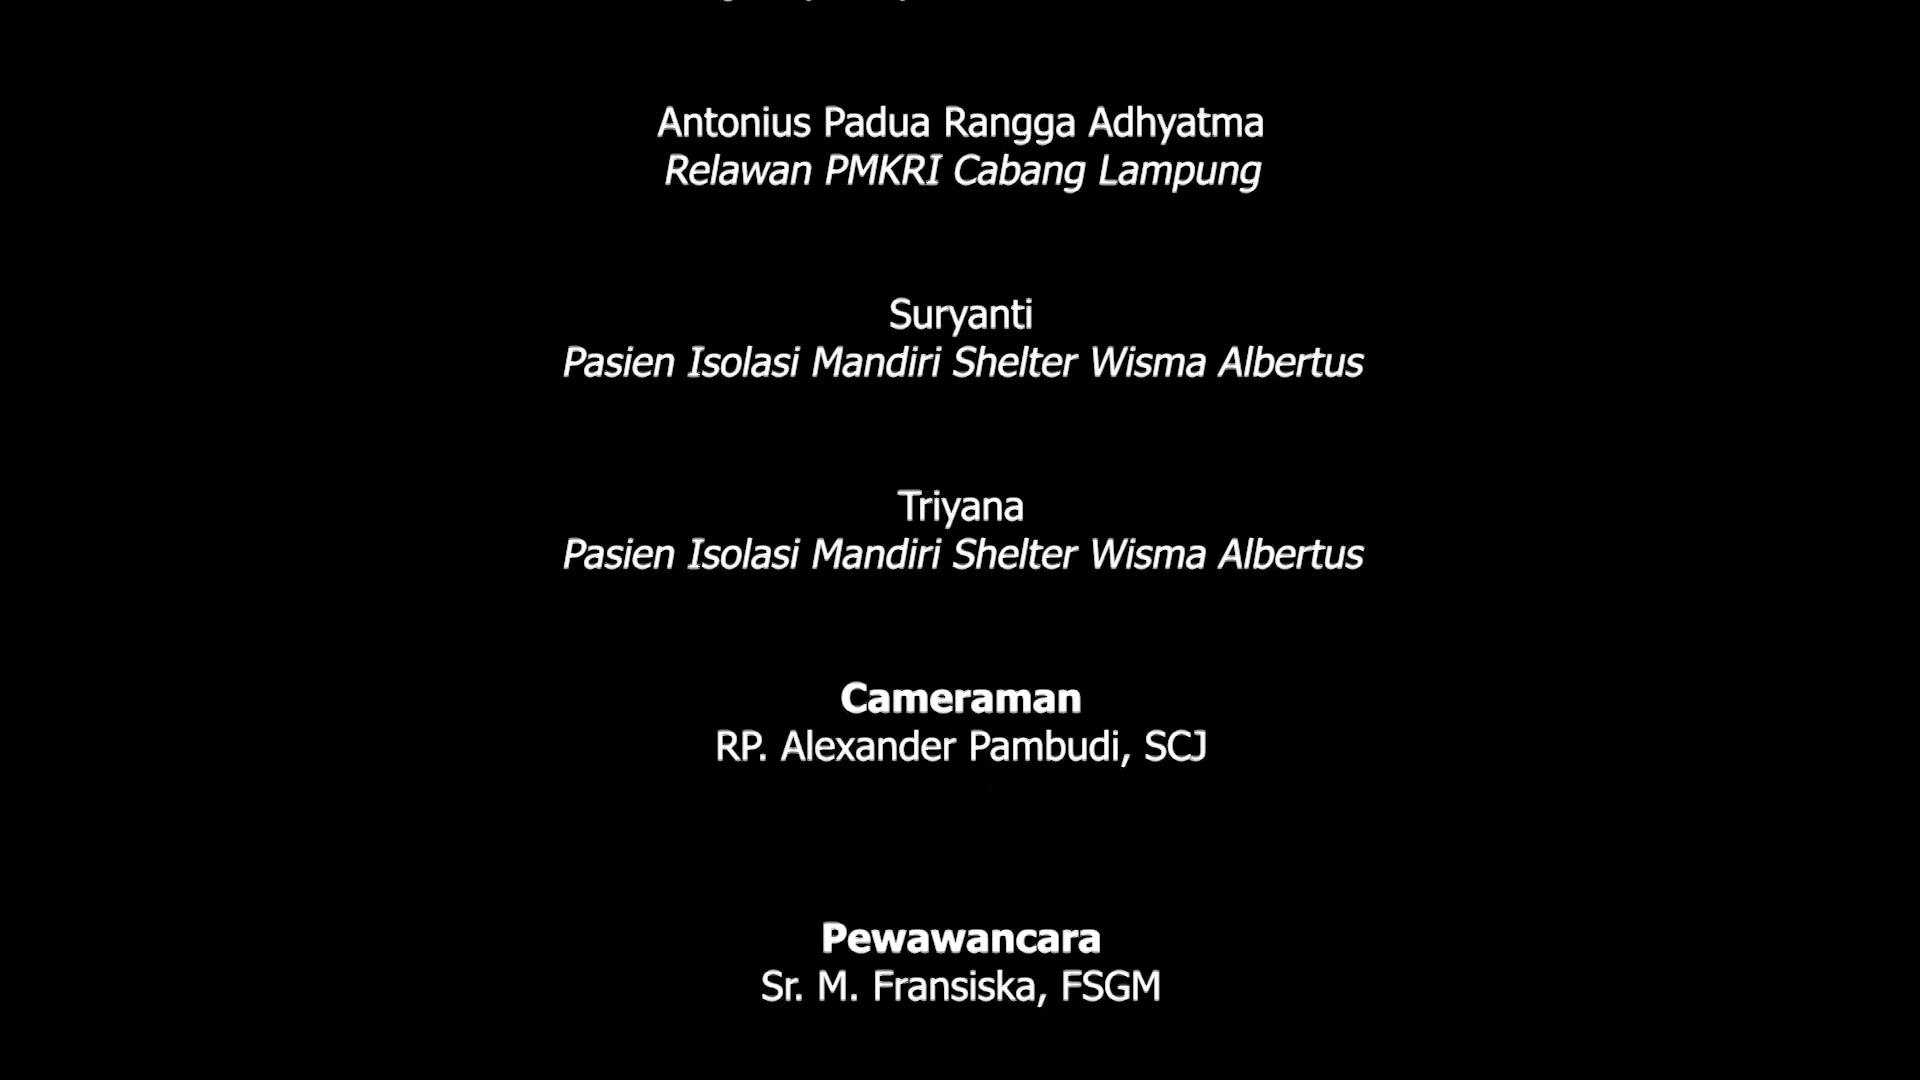 Antonius Padua Rangga Adhyatma
Relawan PMKRI Cabang Lampung
Suryanti
Pasien Isolasi Mandiri Shelter Wisma Albertus
Triyana
Pasien Isolasi Mandiri Shelter Wisma Albertus
Cameraman
RP. Alexander Pambudi, SCJ
Pewawancara
Sr. M. Fransiska, FSGM